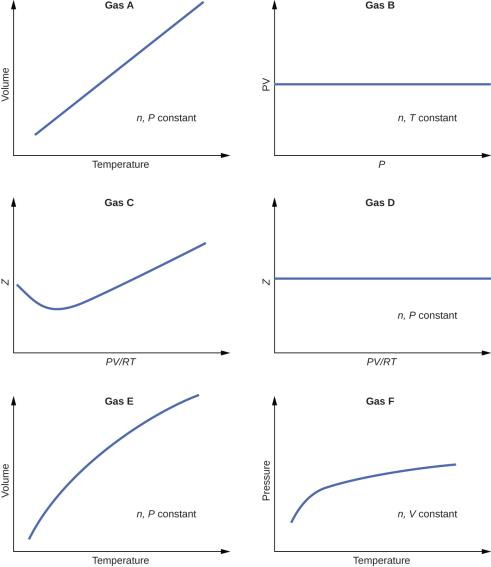 Gas A
Volume
n, P constant
Temperature
Gas B
PV
n, T constant
P
Gas C
Z
PV/RT
Gas D
Z
n, P constant
PV/RT
Gas E
Volume
n, P constant
Temperature
Gas F
Pressure
n, V constant
Temperature